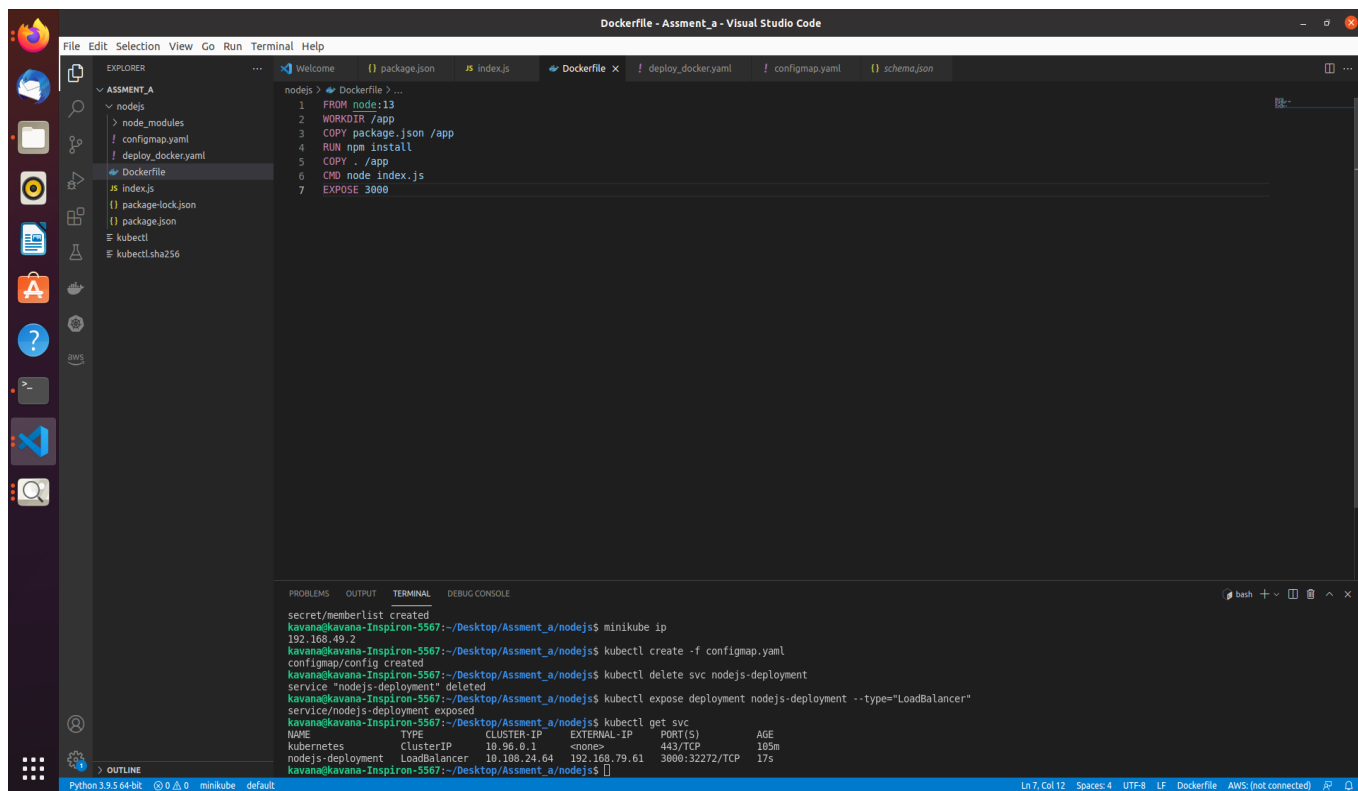 Dockerfile - Assment_a - Visual Studio Code
File Edit Selection View Go Run Terminal Help
EXPLORER
ASSMENT_A
nodejs
node_modules
configmap.yaml
deploy_docker.yaml
Dockerfile
JS index.js
{} package-lock.json
{} package.json
kubectl
kubectl.sha256
OUTLINE
aws
Welcome {} package.json JS index.js Dockerfile × ! deploy_docker.yaml ! configmap.yaml {} schema.json
nodejs > Dockerfile > ...
1 FROM node:13
2 WORKDIR /app
3 COPY package.json /app
4 RUN npm install
5 COPY . /app
6 CMD node index.js
7 EXPOSE 3000
PROBLEMS OUTPUT TERMINAL DEBUG CONSOLE
bash
secret/memberlist created
kavana@kavana-Inspiron-5567:~/Desktop/Assment_a/nodejs$ minikube ip
192.168.49.2
kavana@kavana-Inspiron-5567:~/Desktop/Assment_a/nodejs$ kubectl create -f configmap.yaml
configmap/config created
kavana@kavana-Inspiron-5567:~/Desktop/Assment_a/nodejs$ kubectl delete svc nodejs-deployment
service "nodejs-deployment" deleted
kavana@kavana-Inspiron-5567:~/Desktop/Assment_a/nodejs$ kubectl expose deployment nodejs-deployment --type="LoadBalancer"
service/nodejs-deployment exposed
kavana@kavana-Inspiron-5567:~/Desktop/Assment_a/nodejs$ kubectl get svc
NAME TYPE CLUSTER-IP EXTERNAL-IP PORT(S) AGE
kubernetes ClusterIP 10.96.0.1 <none> 443/TCP 105m
nodejs-deployment LoadBalancer 10.108.24.64 192.168.79.61 3000:32272/TCP 17s
kavana@kavana-Inspiron-5567:~/Desktop/Assment_a/nodejs$
Python 3.9.5 64-bit 0 0 minikube default Ln 7, Col 12 Spaces: 4 UTF-8 LF Dockerfile AWS: (not connected)